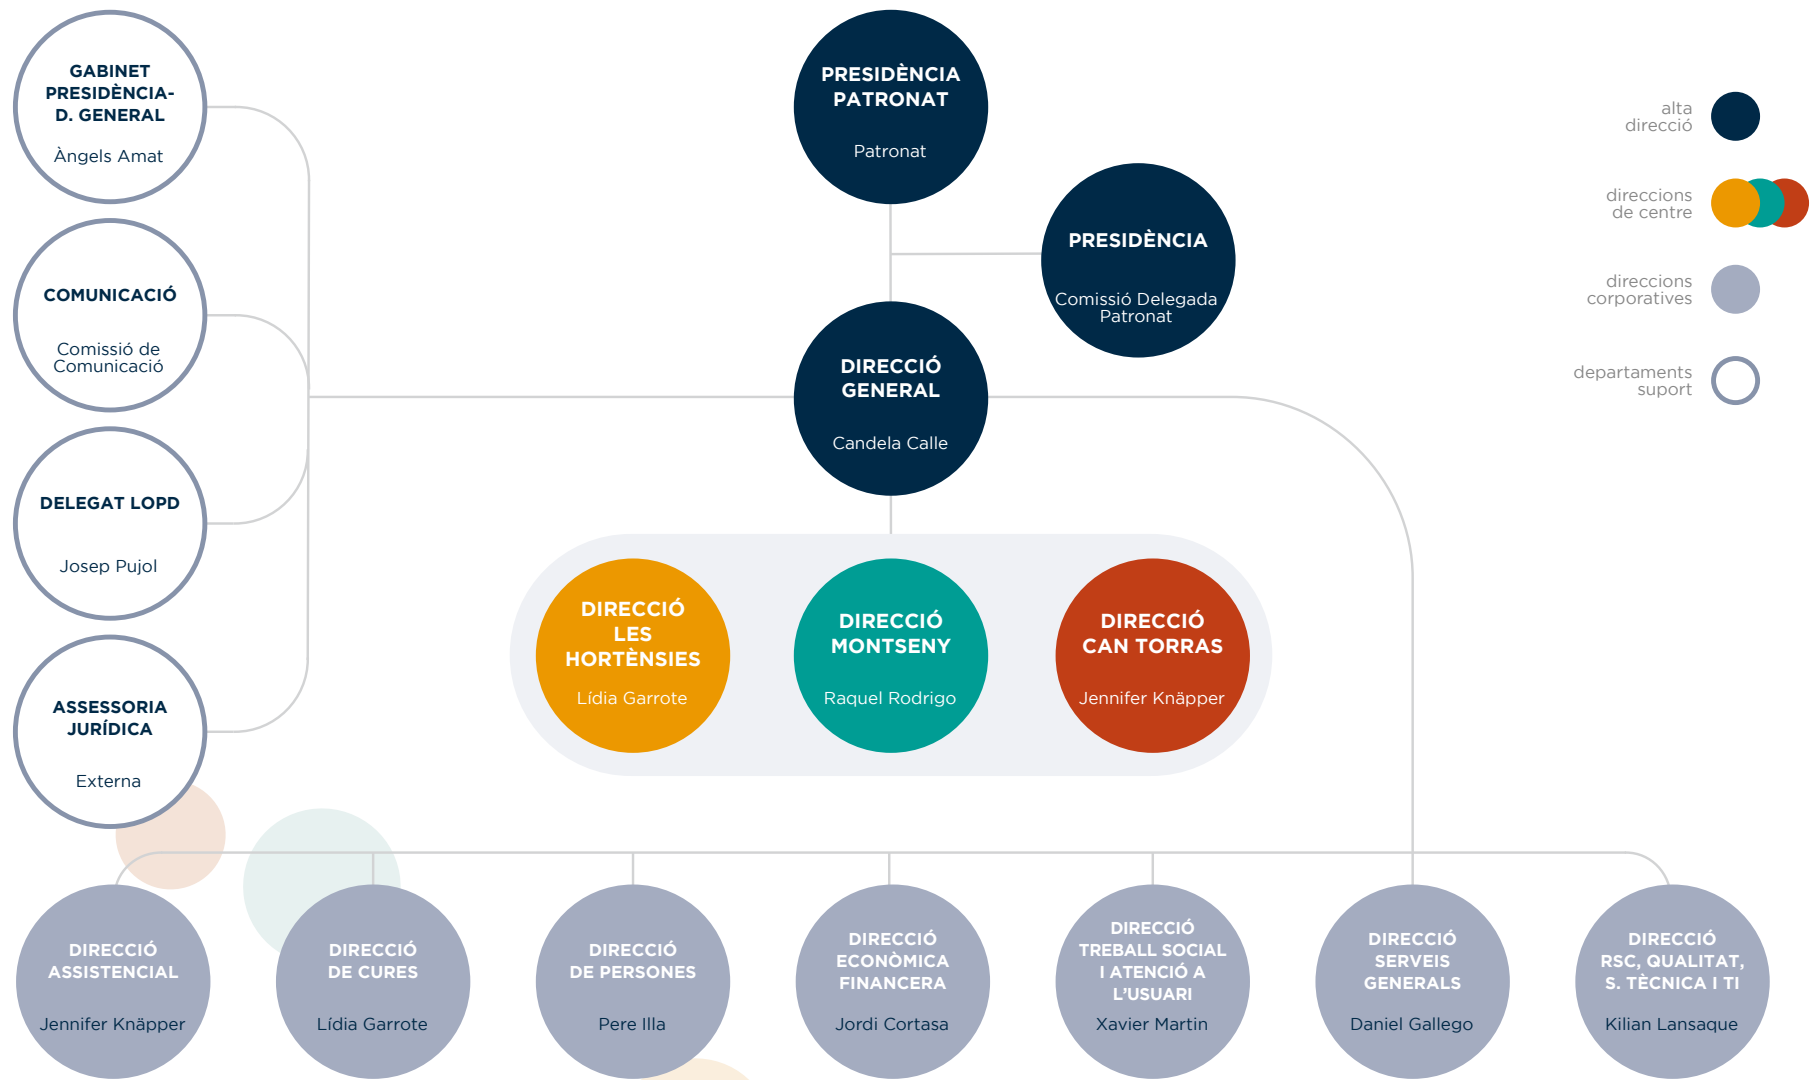 GABINET
PRESIDÈNCIA-
D. GENERAL
Àngels Amat
COMUNICACIÓ
Comissió de
Comunicació
DELEGAT LOPD
Josep Pujol
ASSESSORIA
JURÍDICA
Externa
PRESIDÈNCIA
PATRONAT
Patronat
PRESIDÈNCIA
Comissió Delegada
Patronat
DIRECCIÓ
GENERAL
Candela Calle
alta
direcció
direccions
de centre
direccions
corporatives
departaments
suport
DIRECCIÓ
LES
HORTÈNSIES
Lídia Garrote
DIRECCIÓ
MONTSENY
Raquel Rodrigo
DIRECCIÓ
CAN TORRAS
Jennifer Knäpper
DIRECCIÓ
ASSISTENCIAL
Jennifer Knäpper
DIRECCIÓ
DE CURES
Lídia Garrote
DIRECCIÓ
DE PERSONES
Pere Illa
DIRECCIÓ
ECONÒMICA
FINANCERA
Jordi Cortasa
DIRECCIÓ
TREBALL SOCIAL
I ATENCIÓ A
L'USUARI
Xavier Martin
DIRECCIÓ
SERVEIS
GENERALS
Daniel Gallego
DIRECCIÓ
RSC, QUALITAT,
S. TÈCNICA I TI
Kilian Lansaque